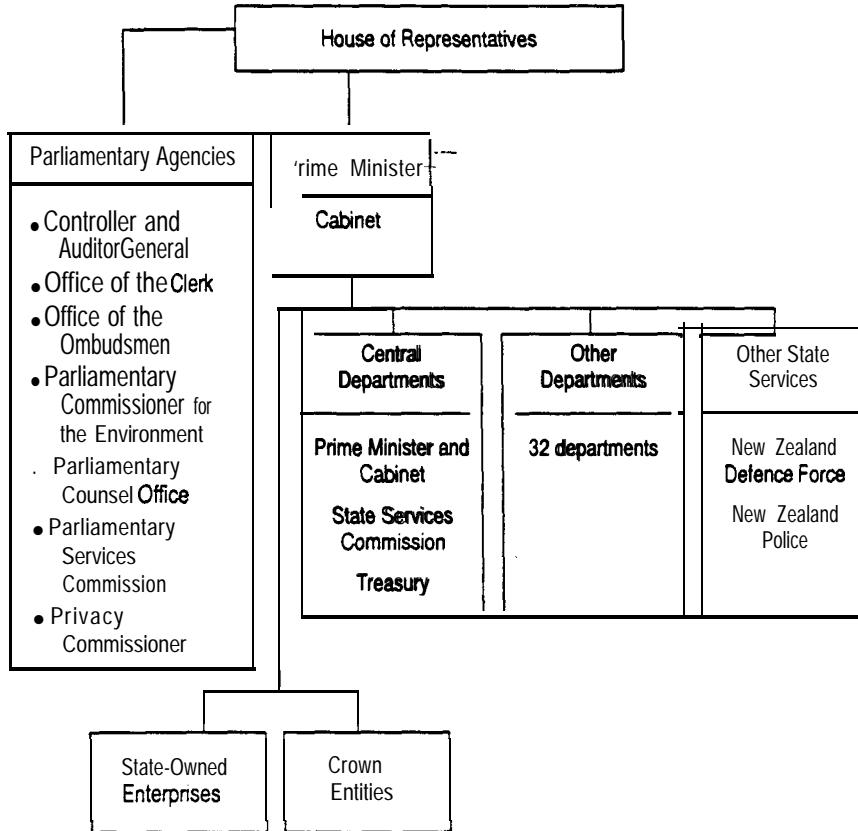 House of Representatives
Parliamentary Agencies
• Controller and
AuditorGeneral
• Office of the Clerk
• Office of the
Ombudsmen
• Parliamentary
Commissioner for
the Environment
. Parliamentary
Counsel Office
• Parliamentary
Services
Commission
• Privacy
Commissioner
'rime Minister
Cabinet
Central
Departments
Prime Minister and
Cabinet
State Services
Commission
Treasury
Other
Departments
32 departments
Other State
Services
New Zealand
Defence Force
New Zealand
Police
State-Owned
Enterprises
Crown
Entities